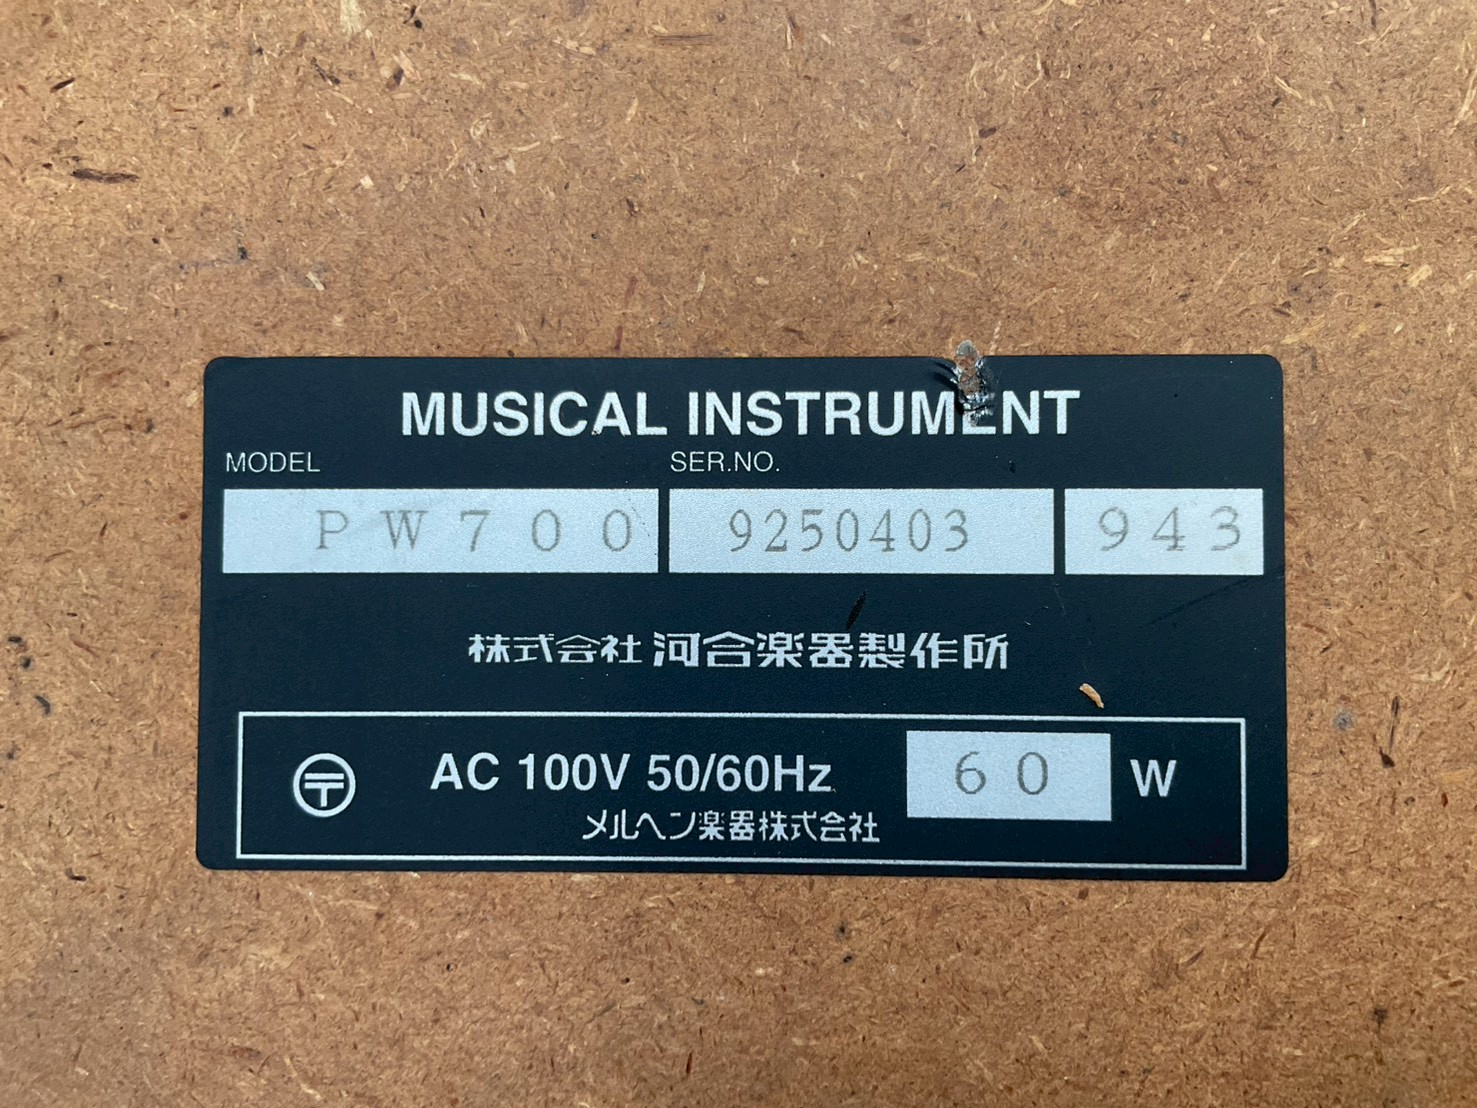 MUSICAL INSTRUMENT
MODEL SER.NO.
PW700 9250403 943
株式会社 河合楽器製作所
〒 AC 100V 50/60Hz 60 W
メルヘン楽器株式会社